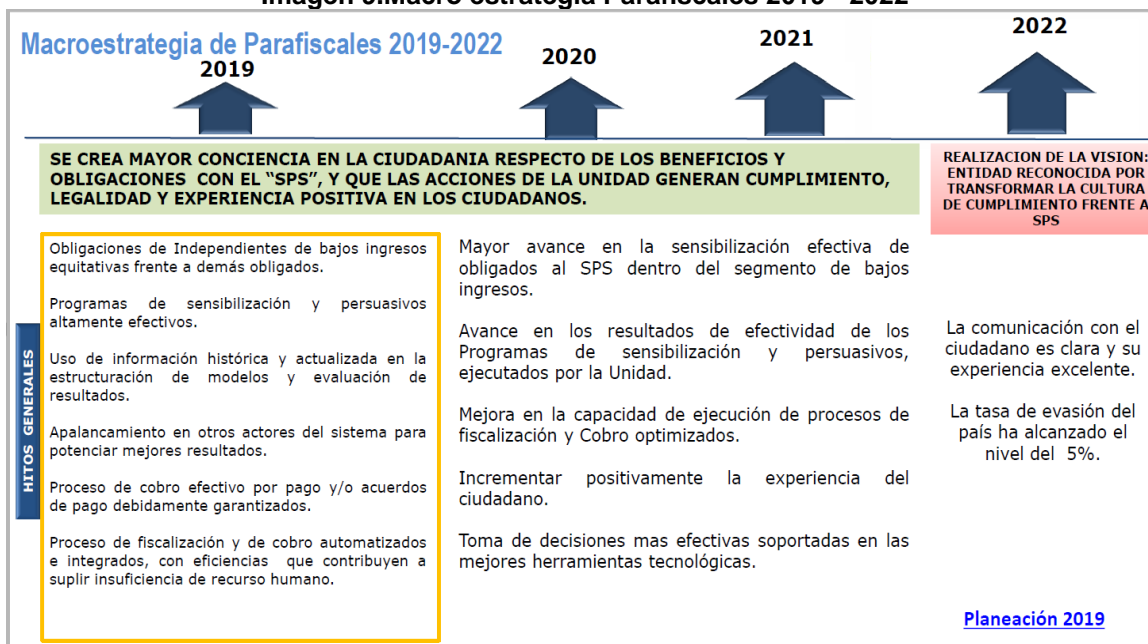 Imagen 9.Macro estrategia Parafiscales 2019 - 2022
Macroestrategia de Parafiscales 2019-2022
2019
2020
2021
2022
SE CREA MAYOR CONCIENCIA EN LA CIUDADANIA RESPECTO DE LOS BENEFICIOS Y
OBLIGACIONES CON EL “SPS”, Y QUE LAS ACCIONES DE LA UNIDAD GENERAN CUMPLIMIENTO,
LEGALIDAD Y EXPERIENCIA POSITIVA EN LOS CIUDADANOS.
REALIZACION DE LA VISION:
ENTIDAD RECONOCIDA POR
TRANSFORMAR LA CULTURA
DE CUMPLIMIENTO FRENTE A
SPS
HITOS GENERALES
Obligaciones de Independientes de bajos ingresos
equitativas frente a demás obligados.
Programas de sensibilización y persuasivos
altamente efectivos.
Uso de información histórica y actualizada en la
estructuración de modelos y evaluación de
resultados.
Apalancamiento en otros actores del sistema para
potenciar mejores resultados.
Proceso de cobro efectivo por pago y/o acuerdos
de pago debidamente garantizados.
Proceso de fiscalización y de cobro automatizados
e integrados, con eficiencias que contribuyen a
suplir insuficiencia de recurso humano.
Mayor avance en la sensibilización efectiva de
obligados al SPS dentro del segmento de bajos
ingresos.
Avance en los resultados de efectividad de los
Programas de sensibilización y persuasivos,
ejecutados por la Unidad.
Mejora en la capacidad de ejecución de procesos de
fiscalización y Cobro optimizados.
Incrementar positivamente la experiencia del
ciudadano.
Toma de decisiones mas efectivas soportadas en las
mejores herramientas tecnológicas.
La comunicación con el
ciudadano es clara y su
experiencia excelente.
La tasa de evasión del
país ha alcanzado el
nivel del 5%.
Planeación 2019